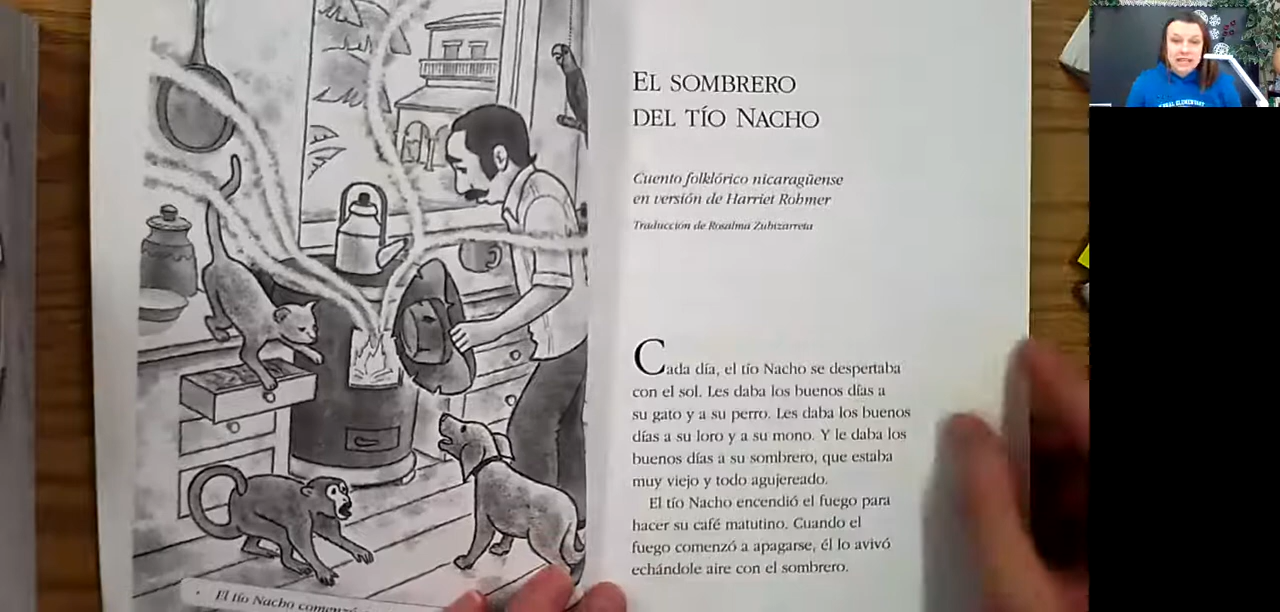 EL SOMBRERO
DEL TÍO NACHO
Cuento folklórico nicaragüense
en versión de Harriet Rohmer
Traducción de Rosalma Zubizarreta
Cada día, el tío Nacho se despertaba
con el sol. Les daba los buenos días a
su gato y a su perro. Les daba los buenos
días a su loro y a su mono. Y le daba los
buenos días a su sombrero, que estaba
muy viejo y todo agujereado.
El tío Nacho encendió el fuego para
hacer su café matutino. Cuando el
fuego comenzó a apagarse, él lo avivó
echándole aire con el sombrero.
El tío Nacho
ELEMENTARY